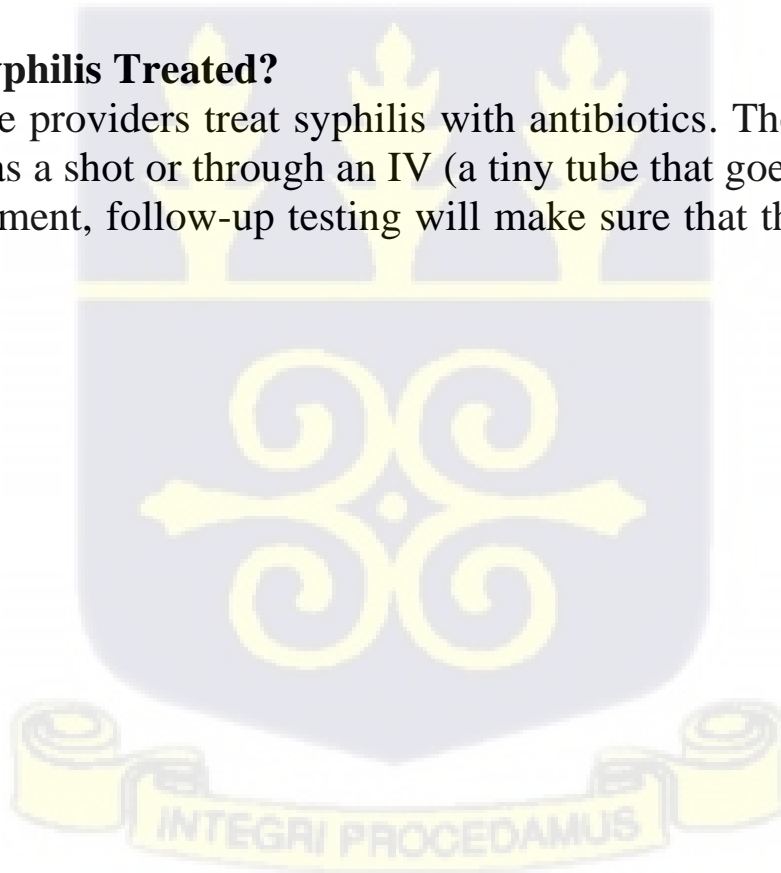 yphilis Treated?
e providers treat syphilis with antibiotics. The
as a shot or through an IV (a tiny tube that goe
ment, follow-up testing will make sure that th
INTEGRI PROCEDAMUS